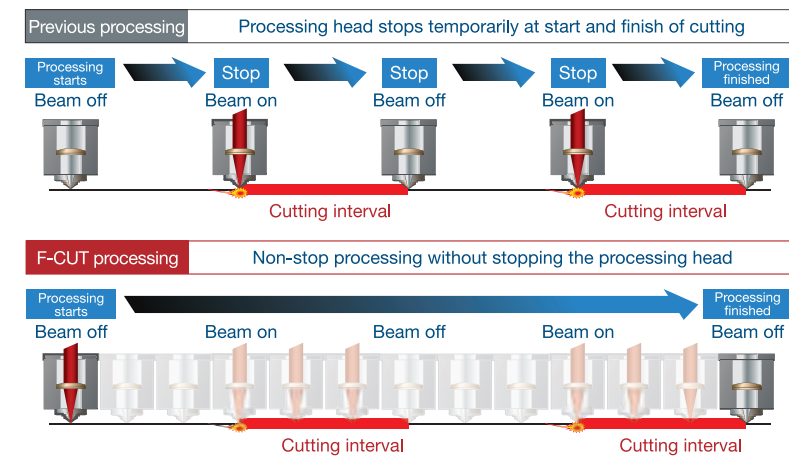 Previous processing Processing head stops temporarily at start and finish of cutting
Processing starts Stop Stop Stop Processing finished
Beam off Beam on Beam off Beam on Beam off
Cutting interval Cutting interval
F-CUT processing Non-stop processing without stopping the processing head
Processing starts Processing finished
Beam off Beam on Beam off Beam on Beam off
Cutting interval Cutting interval